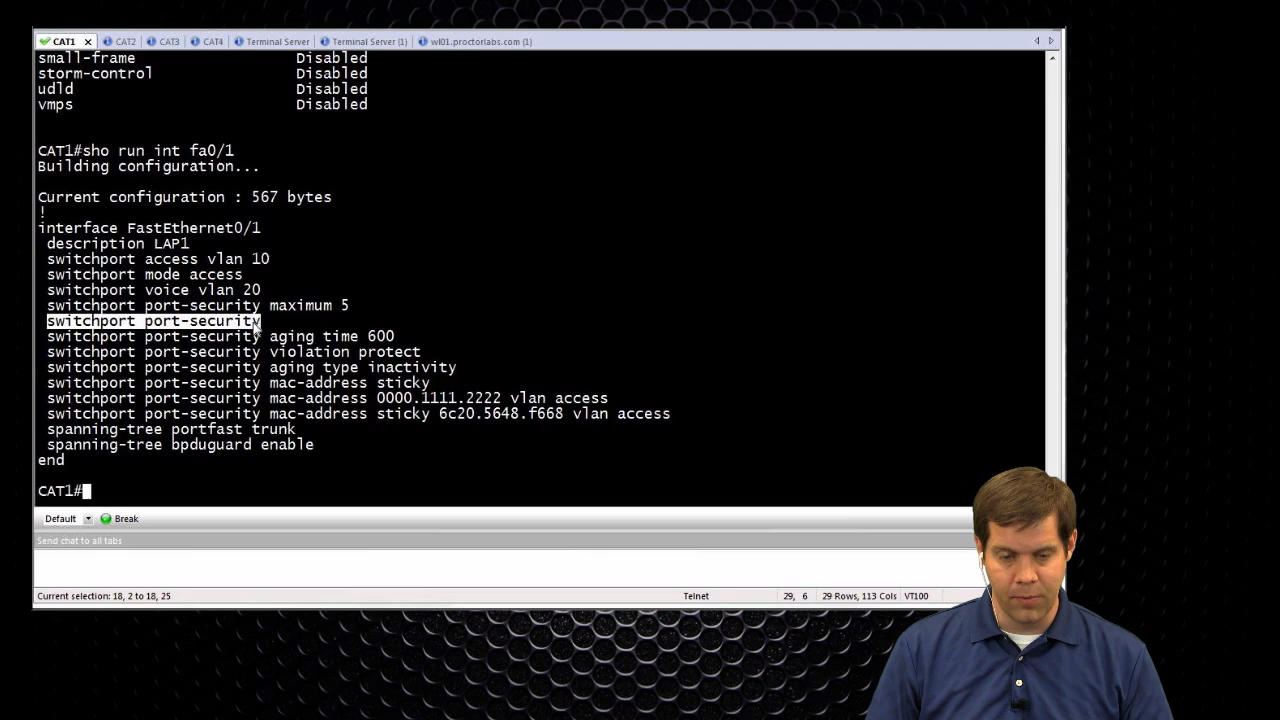 CAT1 CAT2 CAT3 CAT4 Terminal Server Terminal Server (1) wl01.proctorlabs.com (1)
small-frame Disabled
storm-control Disabled
udld Disabled
vmps Disabled
CAT1#sho run int fa0/1
Building configuration...
Current configuration : 567 bytes
!
interface FastEthernet0/1
description LAP1
switchport access vlan 10
switchport mode access
switchport voice vlan 20
switchport port-security maximum 5
switchport port-security
switchport port-security aging time 600
switchport port-security violation protect
switchport port-security aging type inactivity
switchport port-security mac-address sticky
switchport port-security mac-address 0000.1111.2222 vlan access
switchport port-security mac-address sticky 6c20.5648.f668 vlan access
spanning-tree portfast trunk
spanning-tree bpduguard enable
end
CAT1#
Default Break
Send chat to all tabs
Current selection: 18, 2 to 18, 25 Telnet 29, 6 29 Rows, 113 Cols VT100